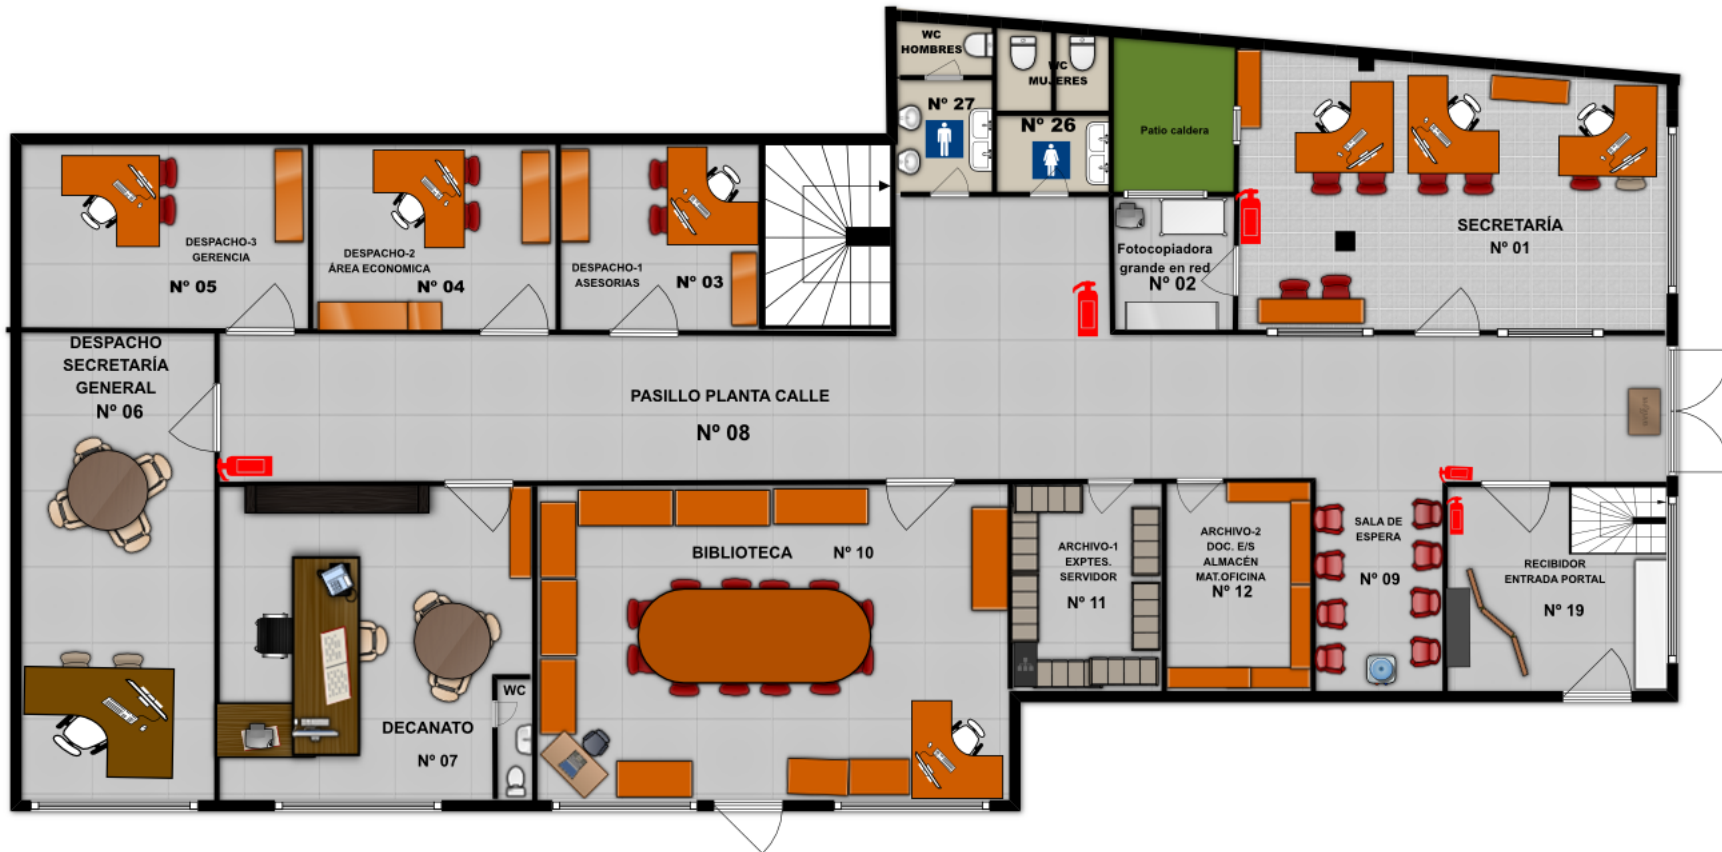 WC
HOMBRES
WC
MUJERES
Nº 27
Nº 26
Patio caldera
SECRETARÍA
Nº 01
Fotocopiadora
grande en red
Nº 02
DESPACHO-3
GERENCIA
Nº 05
DESPACHO-2
ÁREA ECONOMICA
Nº 04
DESPACHO-1
ASESORIAS
Nº 03
DESPACHO
SECRETARÍA
GENERAL
Nº 06
PASILLO PLANTA CALLE
Nº 08
BIBLIOTECA Nº 10
ARCHIVO-1
EXPTES.
SERVIDOR
Nº 11
ARCHIVO-2
DOC. E/S
ALMACÉN
MAT.OFICINA
Nº 12
SALA DE
ESPERA
Nº 09
RECIBIDOR
ENTRADA PORTAL
Nº 19
WC
DECANATO
Nº 07